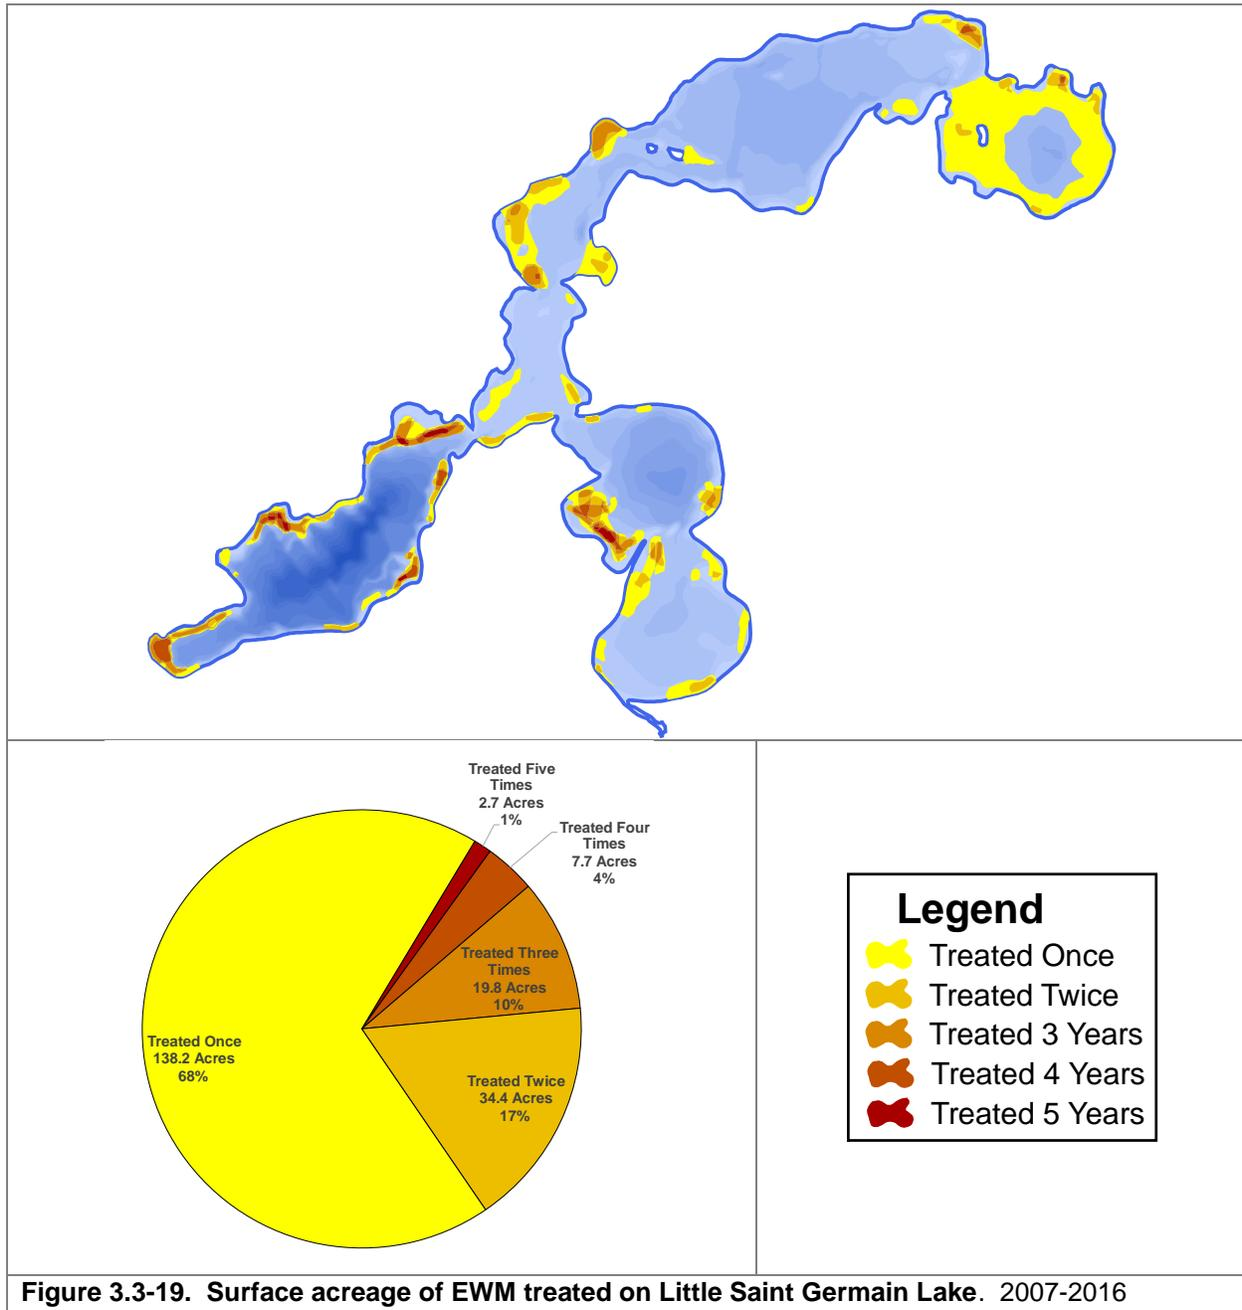 Treated Five
Times
2.7 Acres
1%
Treated Four
Times
7.7 Acres
4%
Treated Three
Times
19.8 Acres
10%
Treated Once
138.2 Acres
68%
Treated Twice
34.4 Acres
17%
Legend
Treated Once
Treated Twice
Treated 3 Years
Treated 4 Years
Treated 5 Years
Figure 3.3-19. Surface acreage of EWM treated on Little Saint Germain Lake. 2007-2016